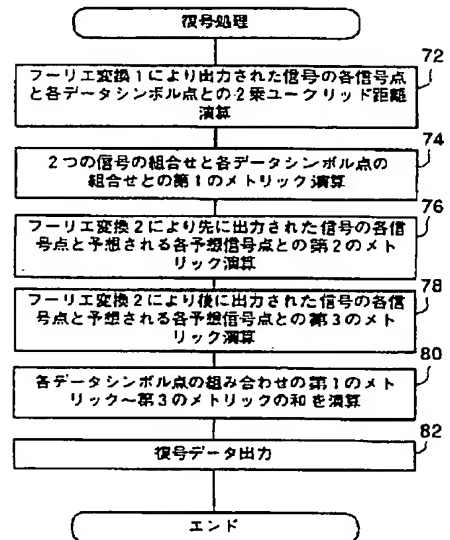 復号処理
72
フーリエ変換1により出力された信号の各信号点
と各データシンボル点との2乗ユークリッド距離
演算
74
2つの信号の組合せと各データシンボル点の
組合せとの第1のメトリック演算
76
フーリエ変換2により先に出力された信号の各信
号点と予想される各予想信号点との第2のメト
リック演算
78
フーリエ変換2により後に出力された信号の各信
号点と予想される各予想信号点との第3のメト
リック演算
80
各データシンボル点の組み合わせの第1のメト
リック〜第3のメトリックの和を演算
82
復号データ出力
エンド